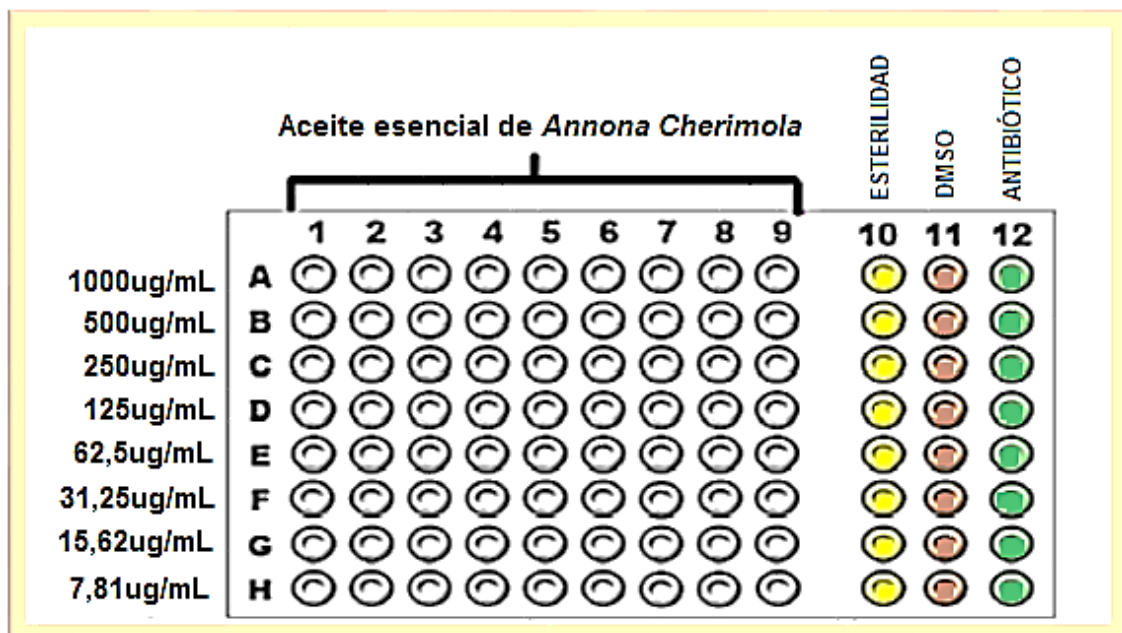 ESTERILIDAD
DMSO
ANTIBIÓTICO
Aceite esencial de Annona Cherimola
1 2 3 4 5 6 7 8 9 10 11 12
1000ug/mL A
500ug/mL B
250ug/mL C
125ug/mL D
62,5ug/mL E
31,25ug/mL F
15,62ug/mL G
7,81ug/mL H